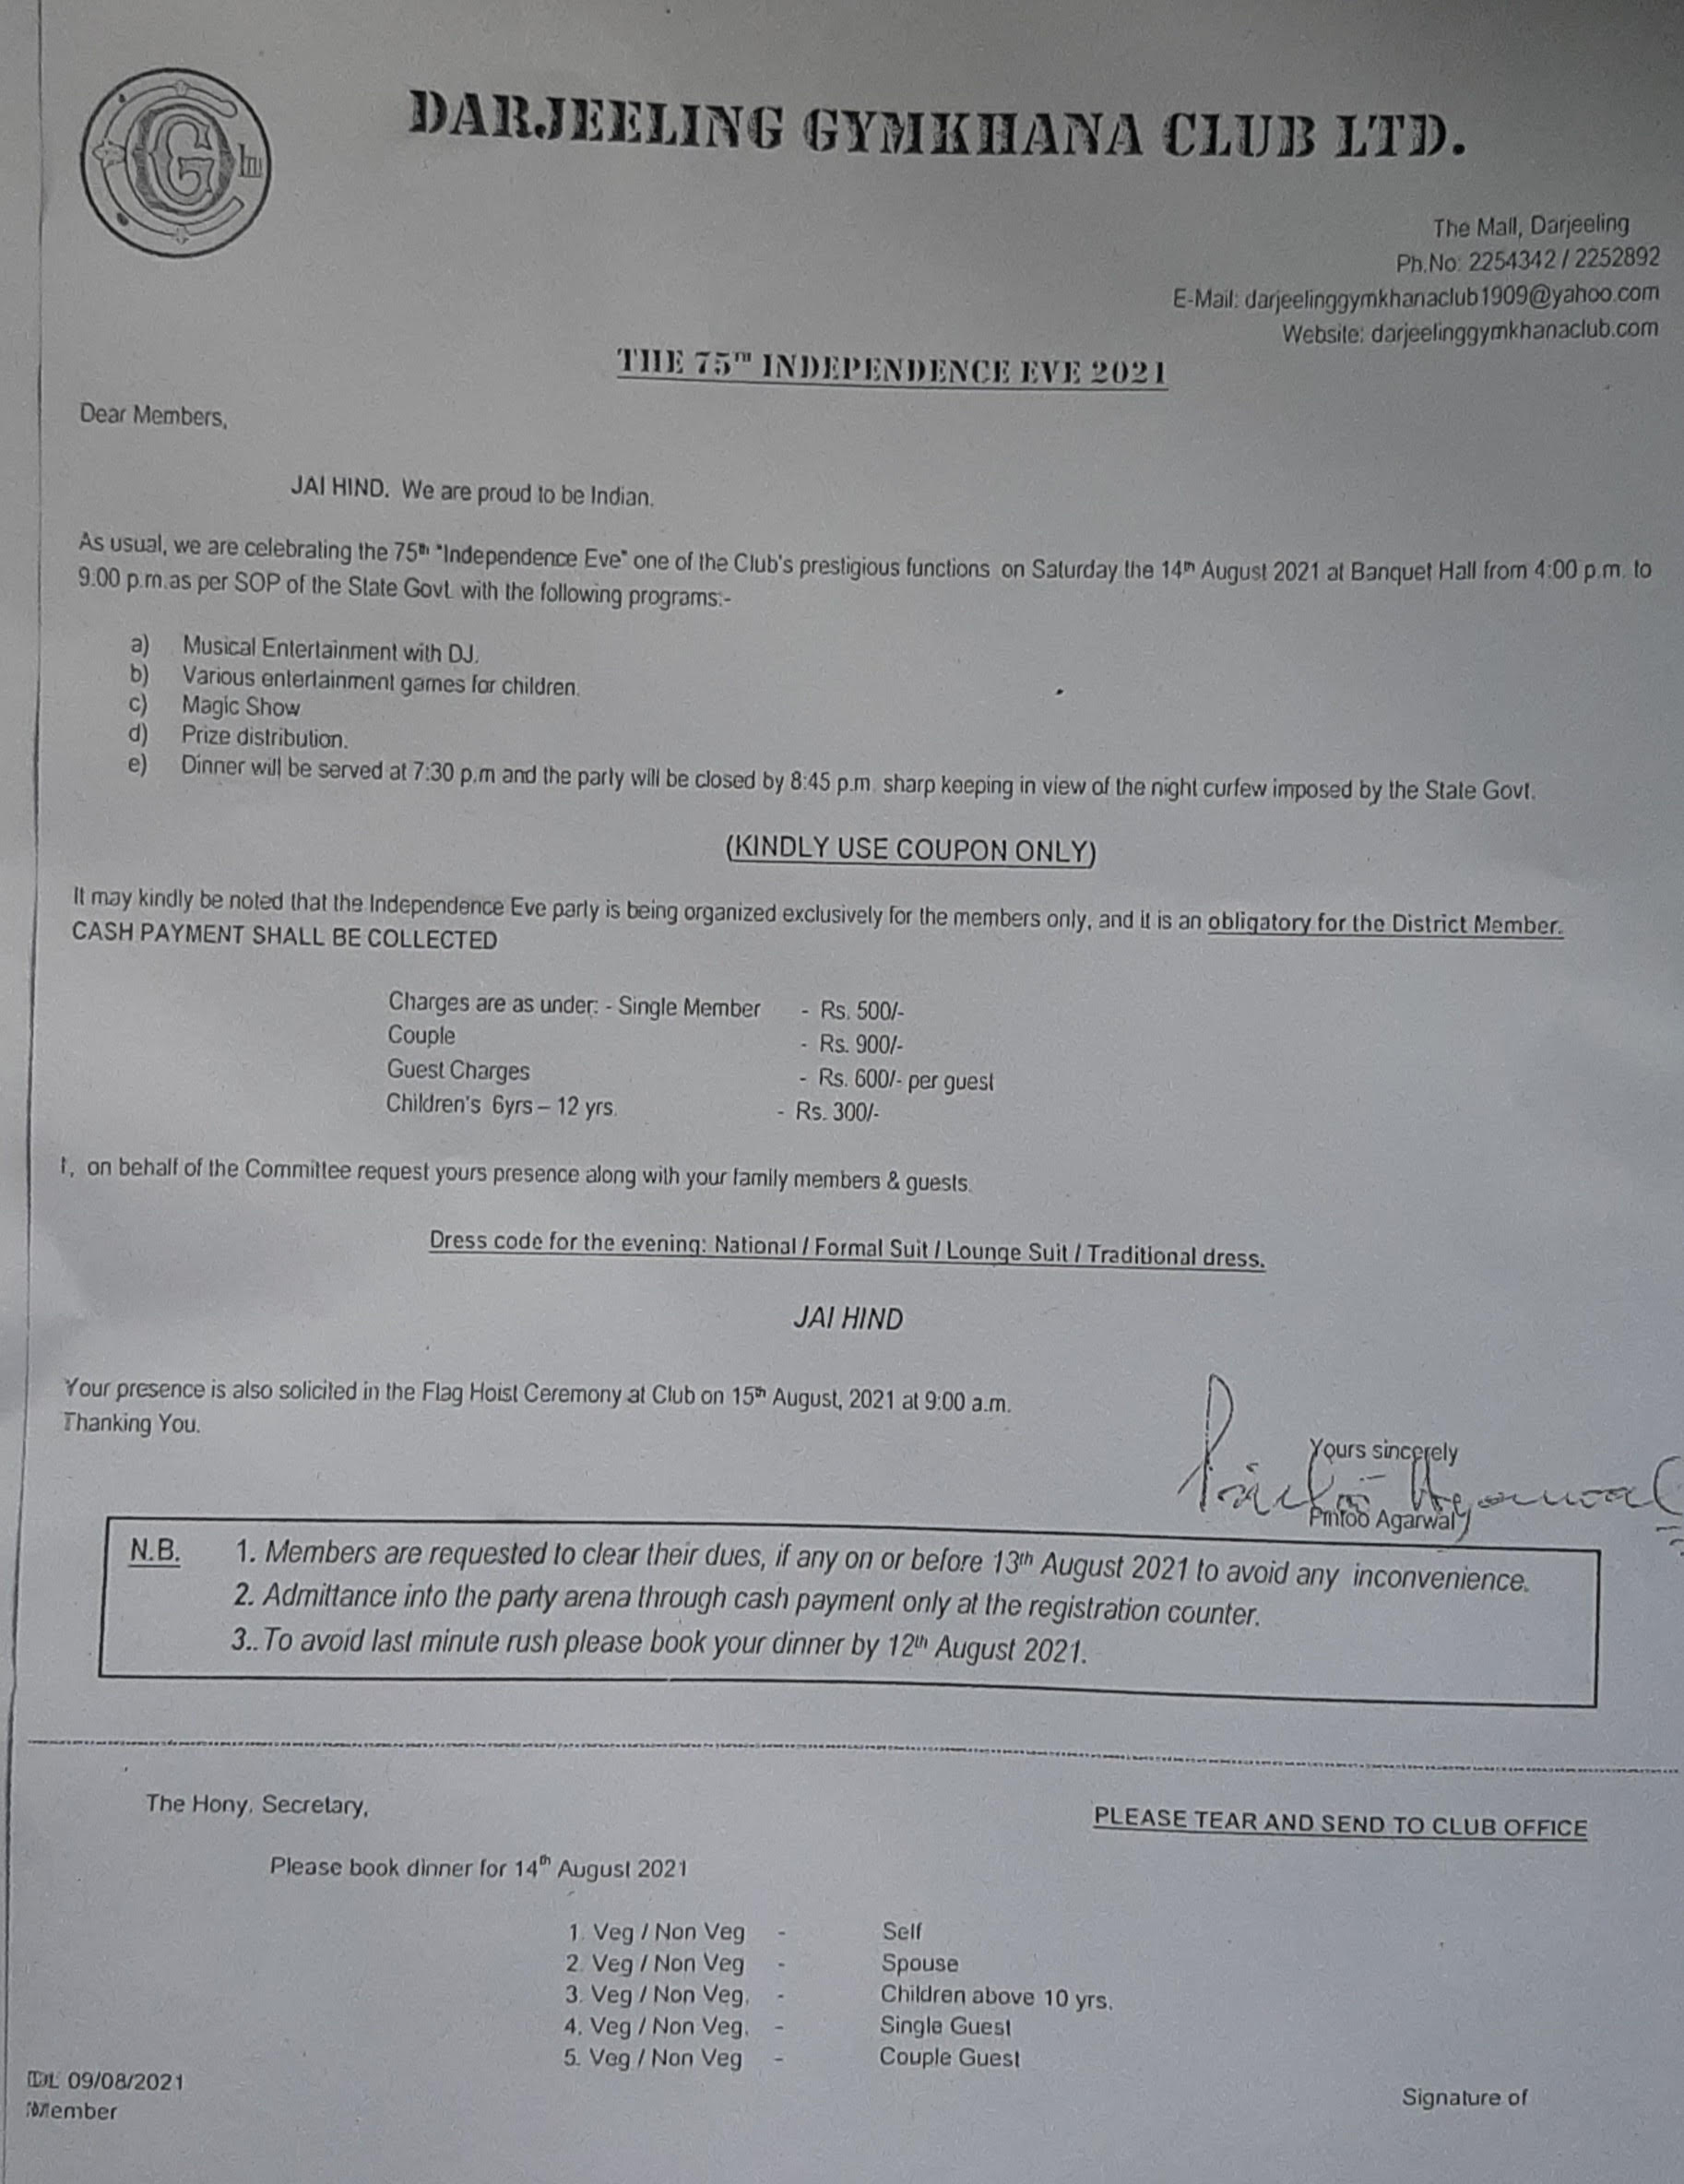 DARJEELING GYMKHANA CLUB LTD.
The Mall, Darjeeling
Ph.No: 2254342 / 2252892
E-Mail: darjeelinggymkhanaclub1909@yahoo.com
Website: darjeelinggymkhanaclub.com
THE 75TH INDEPENDENCE EVE 2021
Dear Members,
JAI HIND. We are proud to be Indian.
As usual, we are celebrating the 75th "Independence Eve" one of the Club's prestigious functions on Saturday the 14th August 2021 at Banquet Hall from 4:00 p.m. to
9:00 p.m.as per SOP of the State Govt. with the following programs:-
a) Musical Entertainment with DJ.
b) Various entertainment games for children.
c) Magic Show
d) Prize distribution.
e) Dinner will be served at 7:30 p.m and the party will be closed by 8:45 p.m. sharp keeping in view of the night curfew imposed by the State Govt.
(KINDLY USE COUPON ONLY)
It may kindly be noted that the Independence Eve party is being organized exclusively for the members only, and it is an obligatory for the District Member.
CASH PAYMENT SHALL BE COLLECTED
Charges are as under: - Single Member - Rs. 500/-
Couple - Rs. 900/-
Guest Charges - Rs. 600/- per guest
Children's 6yrs – 12 yrs. - Rs. 300/-
I, on behalf of the Committee request yours presence along with your family members & guests.
Dress code for the evening: National / Formal Suit / Lounge Suit / Traditional dress.
JAI HIND
Your presence is also solicited in the Flag Hoist Ceremony at Club on 15th August, 2021 at 9:00 a.m.
Thanking You.
Yours sincerely
Pintoo Agarwal
Pintoo Agarwal
N.B. 1. Members are requested to clear their dues, if any on or before 13th August 2021 to avoid any inconvenience.
2. Admittance into the party arena through cash payment only at the registration counter.
3.. To avoid last minute rush please book your dinner by 12th August 2021.
The Hony. Secretary,
PLEASE TEAR AND SEND TO CLUB OFFICE
Please book dinner for 14th August 2021
1. Veg / Non Veg - Self
2. Veg / Non Veg - Spouse
3. Veg / Non Veg. - Children above 10 yrs.
4. Veg / Non Veg. - Single Guest
5. Veg / Non Veg - Couple Guest
Dt. 09/08/2021
Signature of
Member